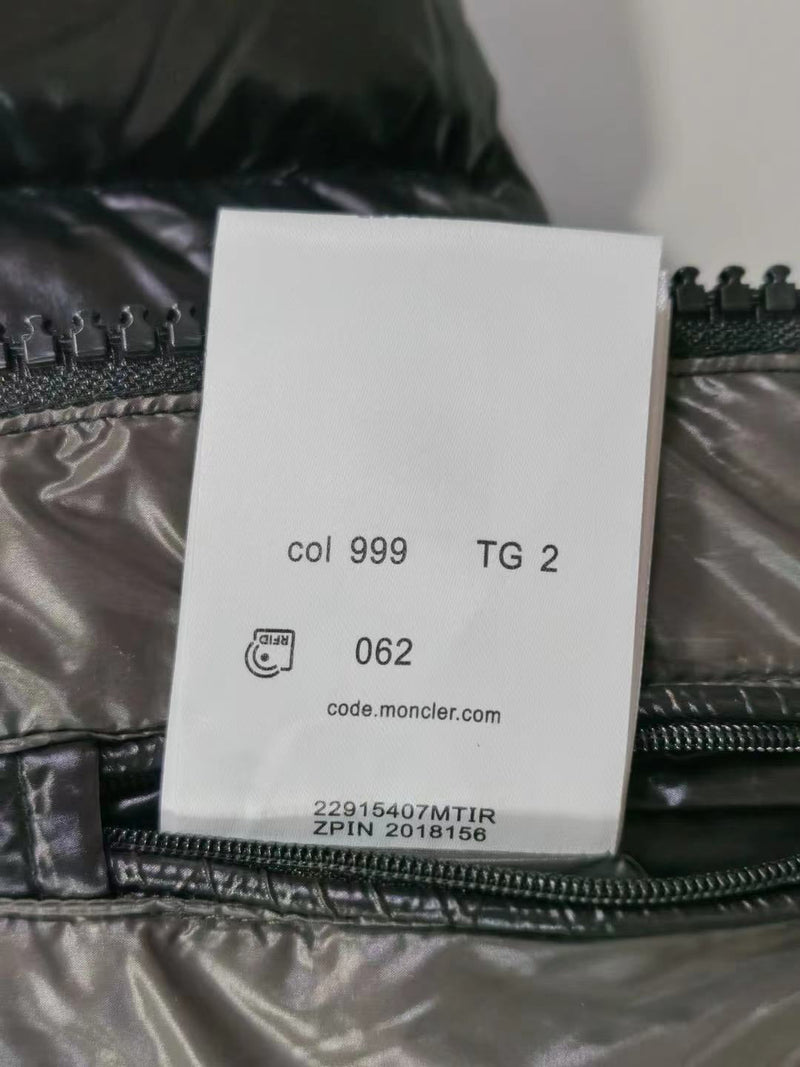 col 999 TG 2
RFID 062
code.moncler.com
22915407MTIR
ZPIN 2018156